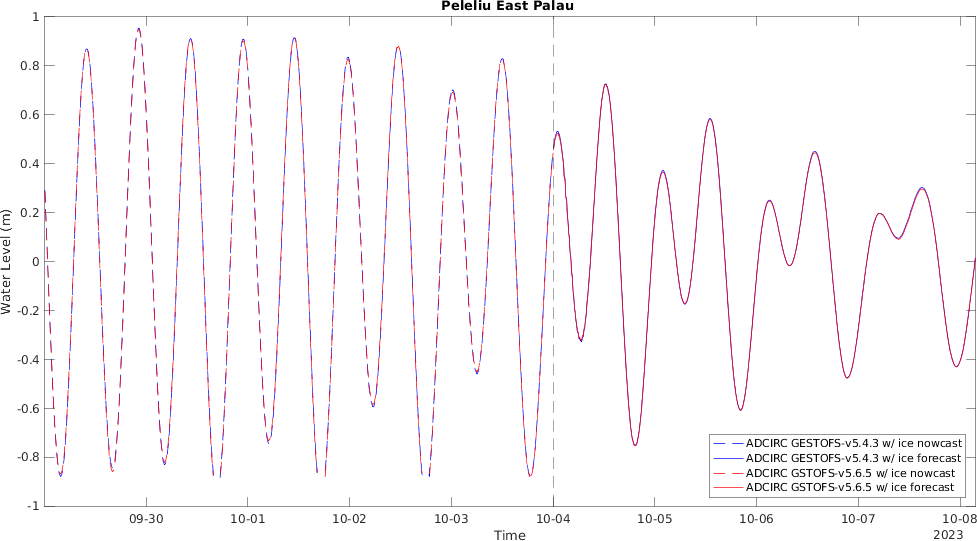 Peleliu East Palau
1
0.8
0.6
0.4
0.2
0
-0.2
-0.4
-0.6
-0.8
-1
Water Level (m)
09-30 10-01 10-02 10-03 10-04 10-05 10-06 10-07 10-08
Time 2023
ADCIRC GESTOFS-v5.4.3 w/ ice nowcast
ADCIRC GESTOFS-v5.4.3 w/ ice forecast
ADCIRC GSTOFS-v5.6.5 w/ ice nowcast
ADCIRC GSTOFS-v5.6.5 w/ ice forecast